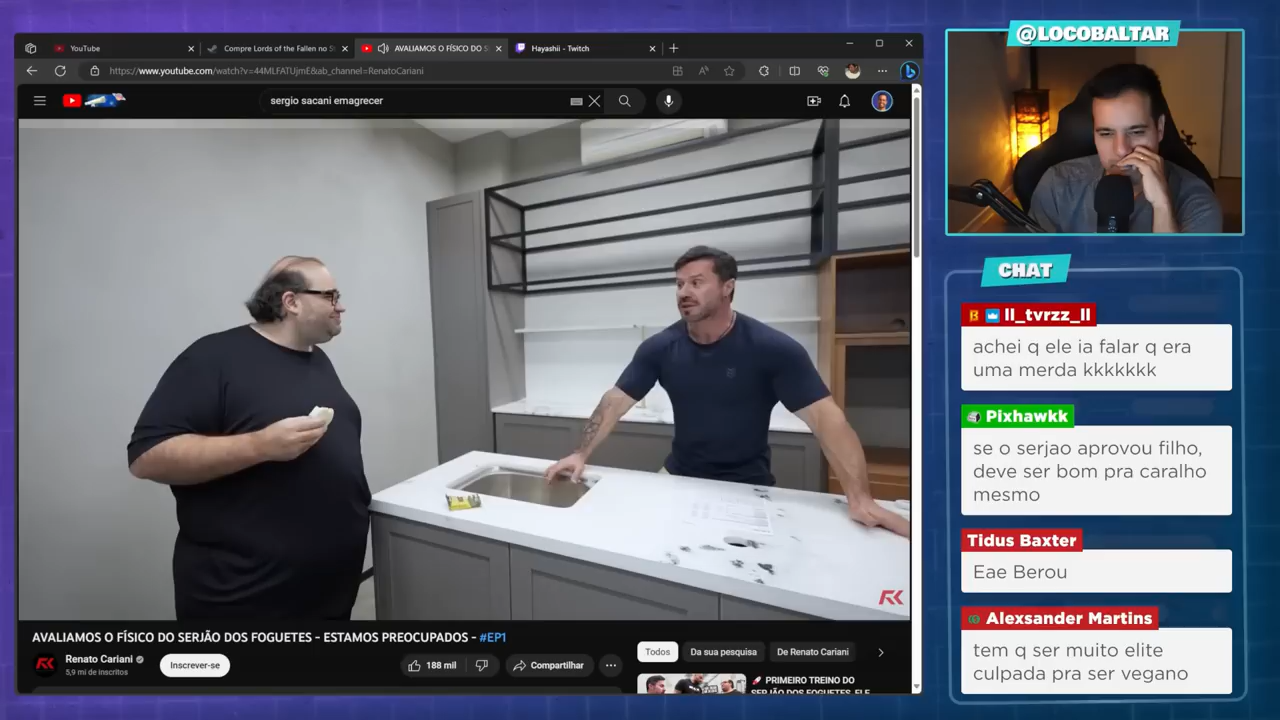 YouTube
Compre Lords of the Fallen no S
AVALIAMOS O FÍSICO DO S
Hayashii - Twitch
https://www.youtube.com/watch?v=44MLFATUjmE&ab_channel=RenatoCariani
sergio sacani emagrecer
AVALIAMOS O FÍSICO DO SERJÃO DOS FOGUETES - ESTAMOS PREOCUPADOS - #EP1
Renato Cariani
5,9 mi de inscritos
Inscrever-se
188 mil
Compartilhar
Todos
Da sua pesquisa
De Renato Cariani
PRIMEIRO TREINO DO
SERJÃO DOS FOGUETES, ELE
@LOCOBALTAR
CHAT
ll_tvrzz_ll
achei q ele ia falar q era
uma merda kkkkkkk
Pixhawkk
se o serjao aprovou filho,
deve ser bom pra caralho
mesmo
Tidus Baxter
Eae Berou
Alexsander Martins
tem q ser muito elite
culpada pra ser vegano